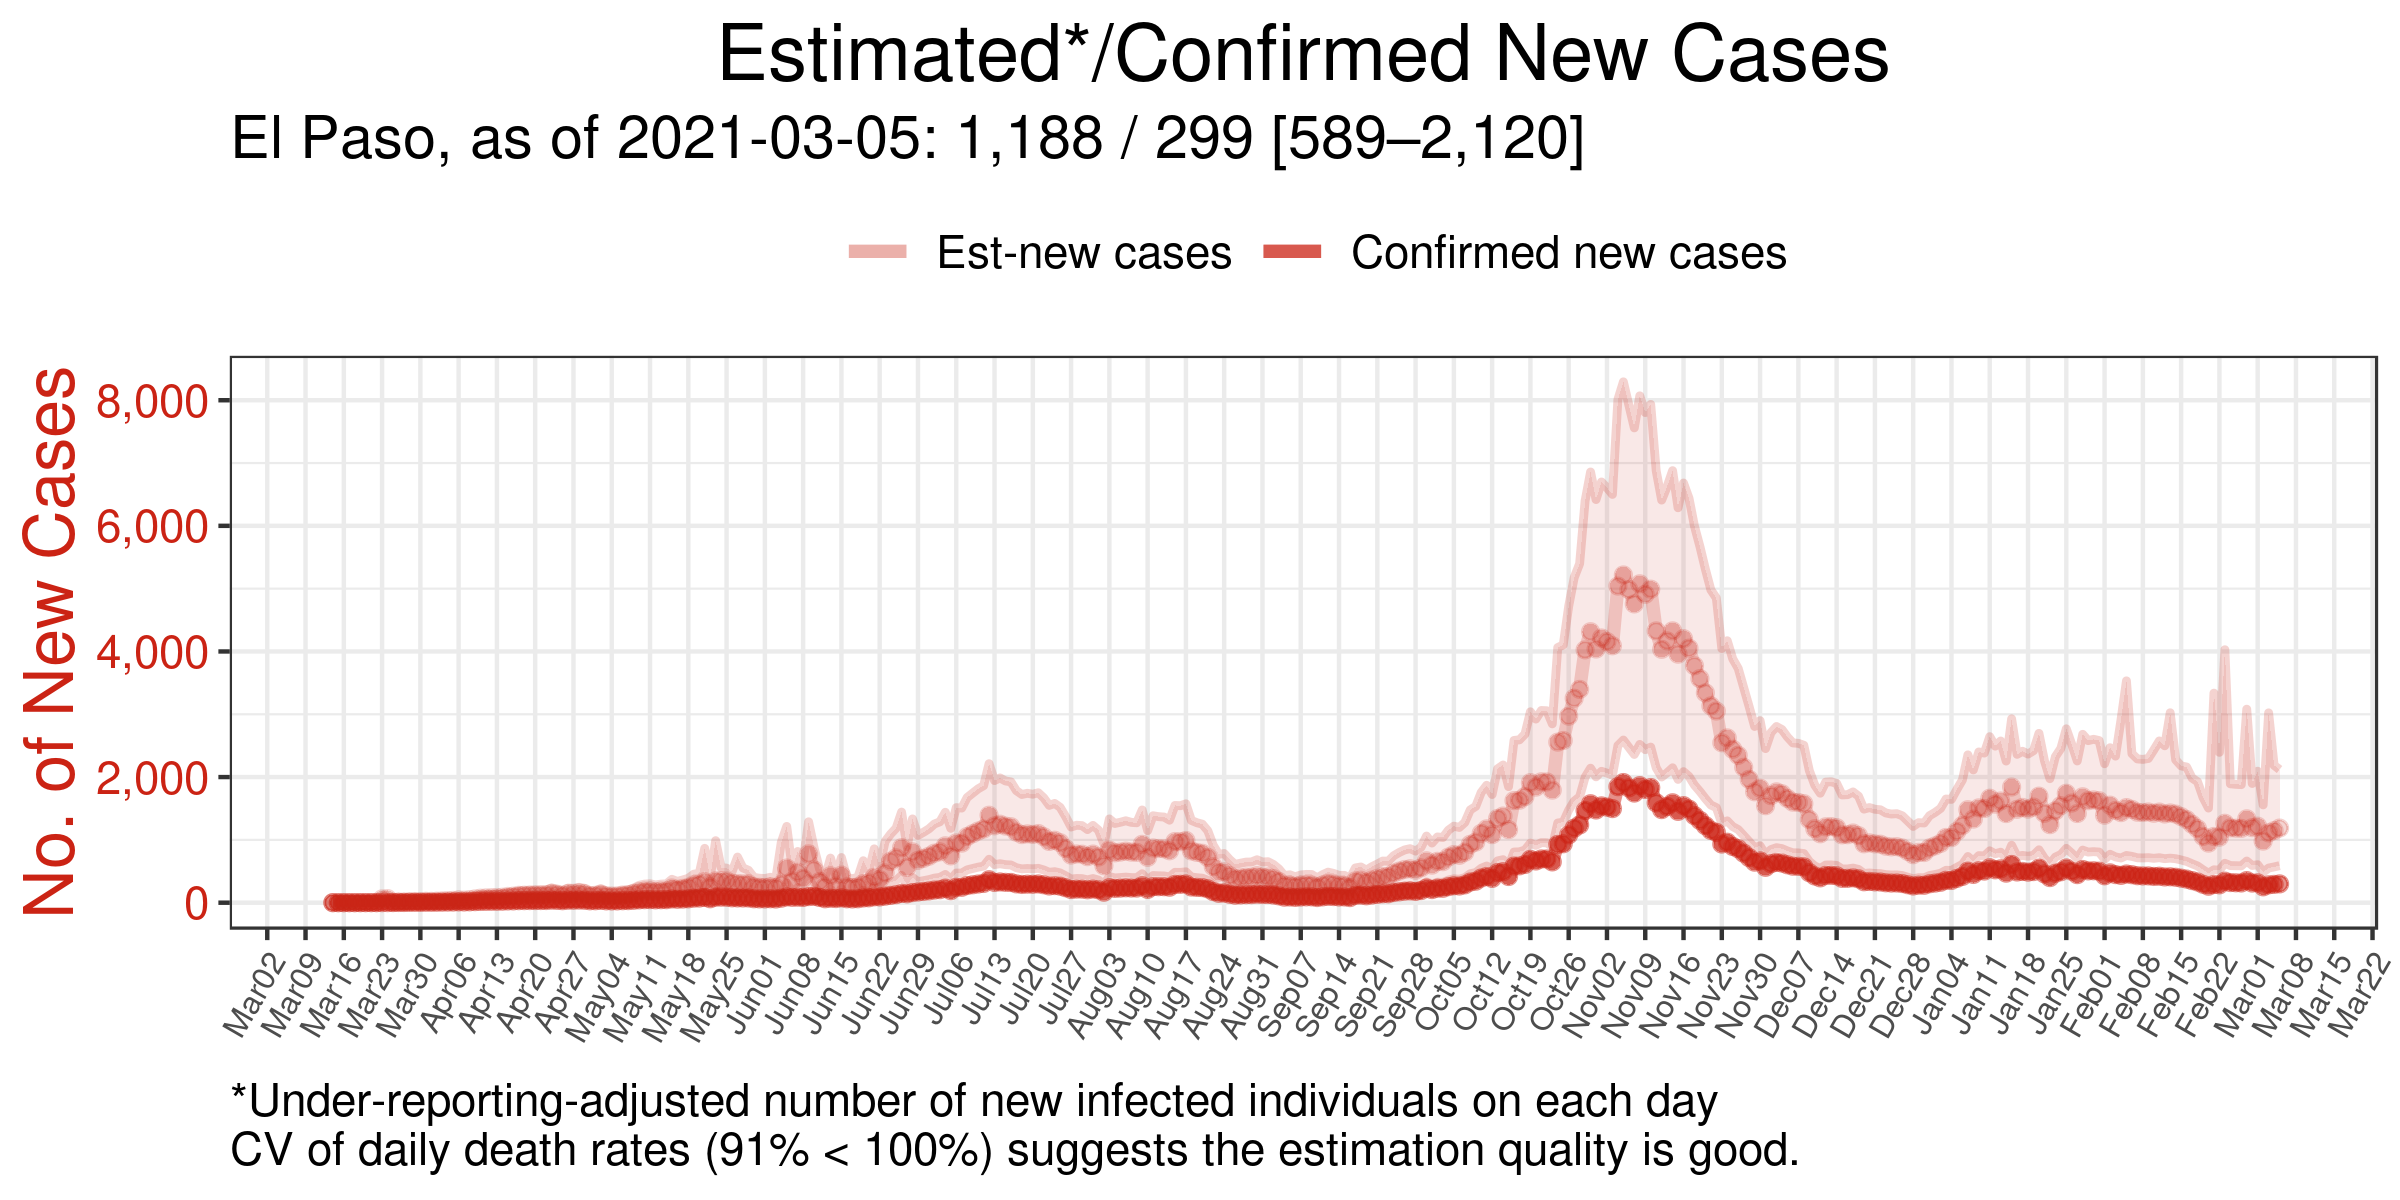 Estimated*/Confirmed New Cases
El Paso, as of 2021-03-05: 1,188 / 299 [589–2,120]
Est-new cases Confirmed new cases
No. of New Cases
8,000
6,000
4,000
2,000
0
Mar02 Mar09 Mar16 Mar23 Mar30 Apr06 Apr13 Apr20 Apr27 May04 May11 May18 May25 Jun01 Jun08 Jun15 Jun22 Jun29 Jul06 Jul13 Jul20 Jul27 Aug03 Aug10 Aug17 Aug24 Aug31 Sep07 Sep14 Sep21 Sep28 Oct05 Oct12 Oct19 Oct26 Nov02 Nov09 Nov16 Nov23 Nov30 Dec07 Dec14 Dec21 Dec28 Jan04 Jan11 Jan18 Jan25 Feb01 Feb08 Feb15 Feb22 Mar01 Mar08 Mar15 Mar22
*Under-reporting-adjusted number of new infected individuals on each day
CV of daily death rates (91% < 100%) suggests the estimation quality is good.